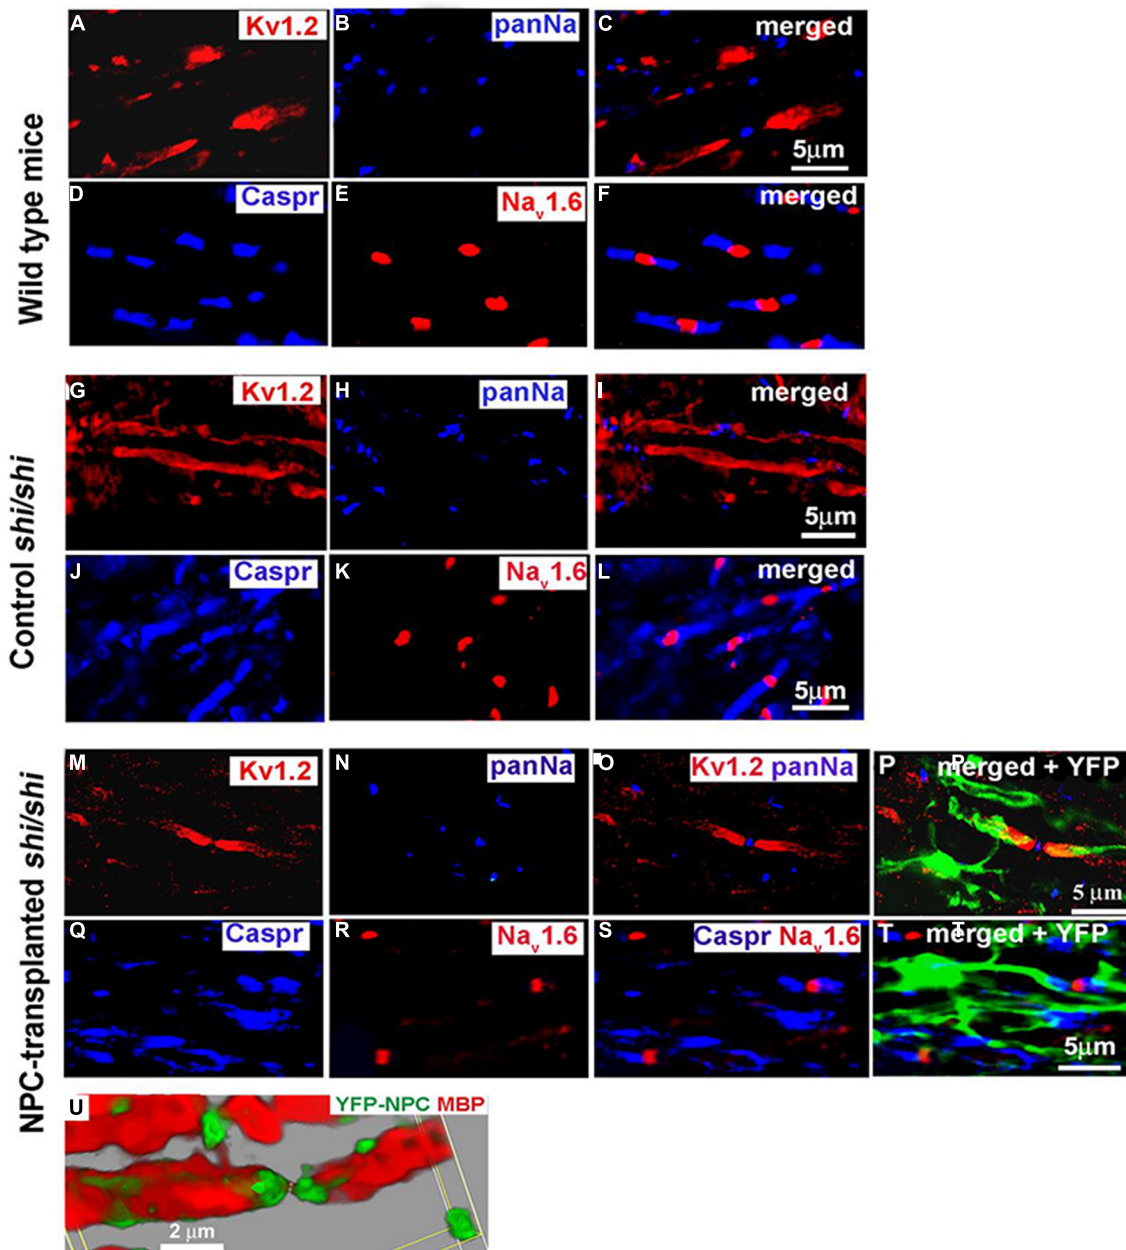 A Kv1.2 B panNa C merged
5μm
D Caspr E Nav1.6 F merged
Wild type mice
G Kv1.2 H panNa I merged
5μm
J Caspr K Nav1.6 L merged
5μm
Control shi/shi
M Kv1.2 N panNa O Kv1.2 panNa P merged + YFP
5 μm
Q Caspr R Nav1.6 S Caspr Nav1.6 T merged + YFP
5μm
NPC-transplanted shi/shi
U YFP-NPC MBP
2 μm